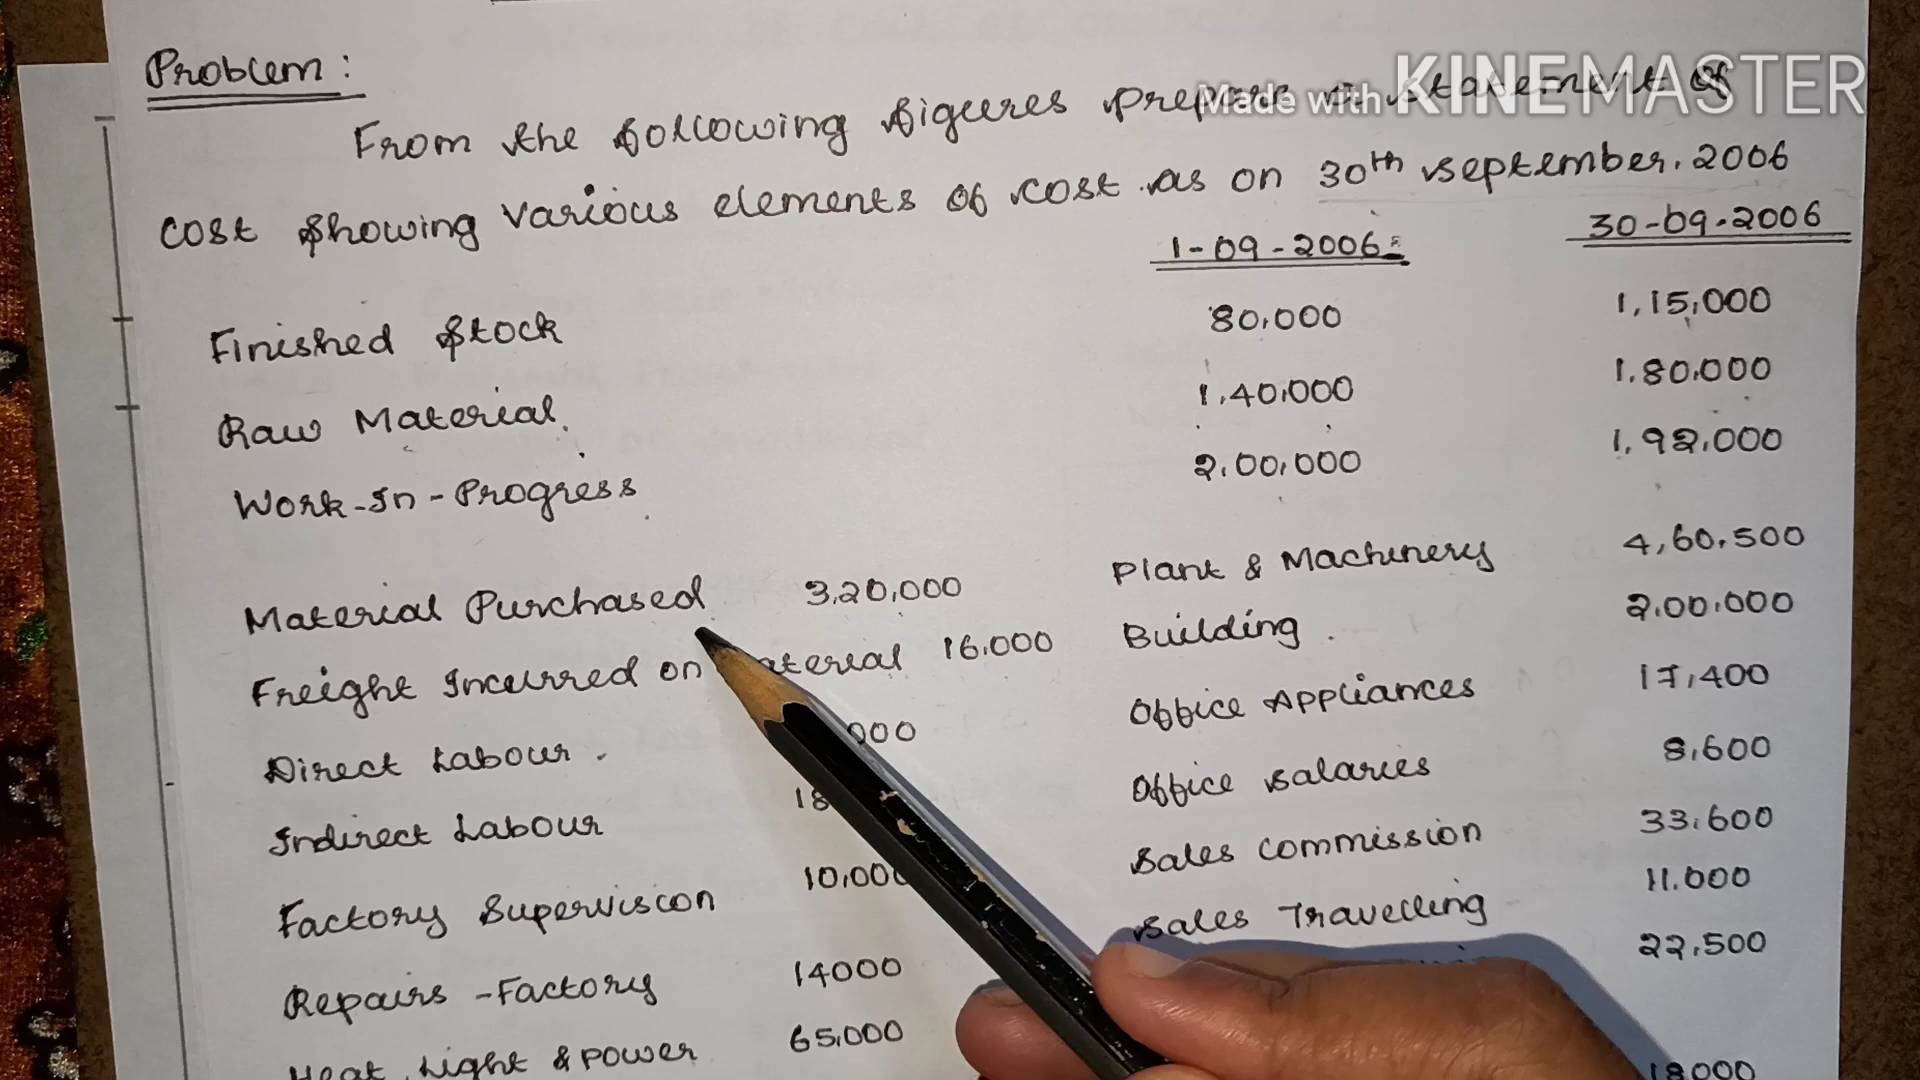 Problem:
From the following figures prepare a statement of
cost showing various elements of cost as on 30th september. 2006
1-09-2006 30-09-2006
Finished Stock 80,000 1,15,000
Raw Material 1,40,000 1,80,000
Work-In-Progress 2,00,000 1,92,000
Material Purchased 3,20,000 Plant & Machinery 4,60,500
Freight Incurred on material 16,000 Building 2,00,000
Direct Labour 000 Office Appliances 17,400
Indirect Labour 18 Office salaries 8,600
Factory Supervision 10,000 Sales Commission 33,600
Repairs - Factory 14000 Sales Travelling 11,000
22,500
Heat, Light & Power 65,000
18,000
Made with KINEMASTER